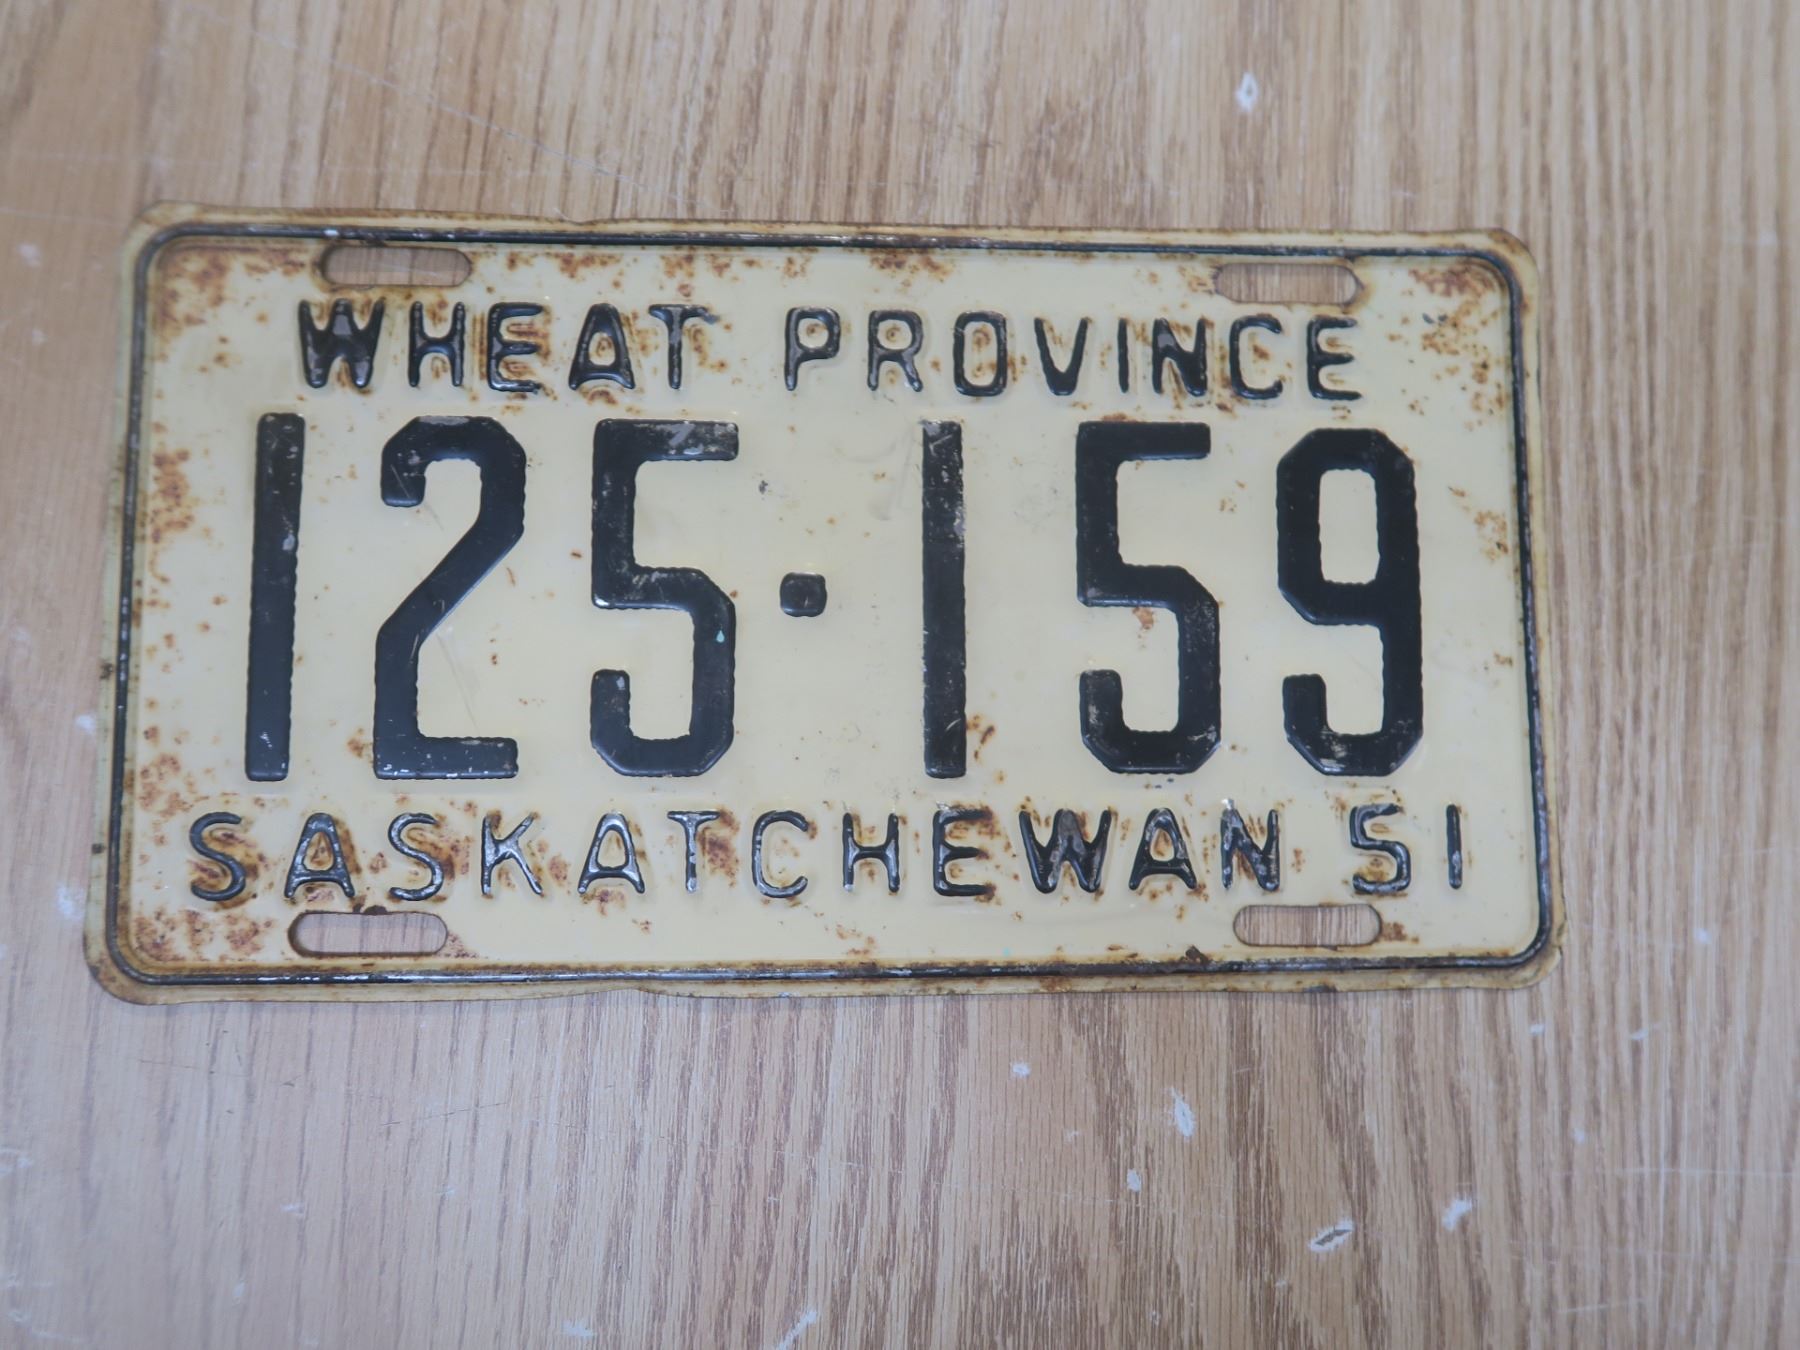 WHEAT PROVINCE
125·159
SASKATCHEWAN 51